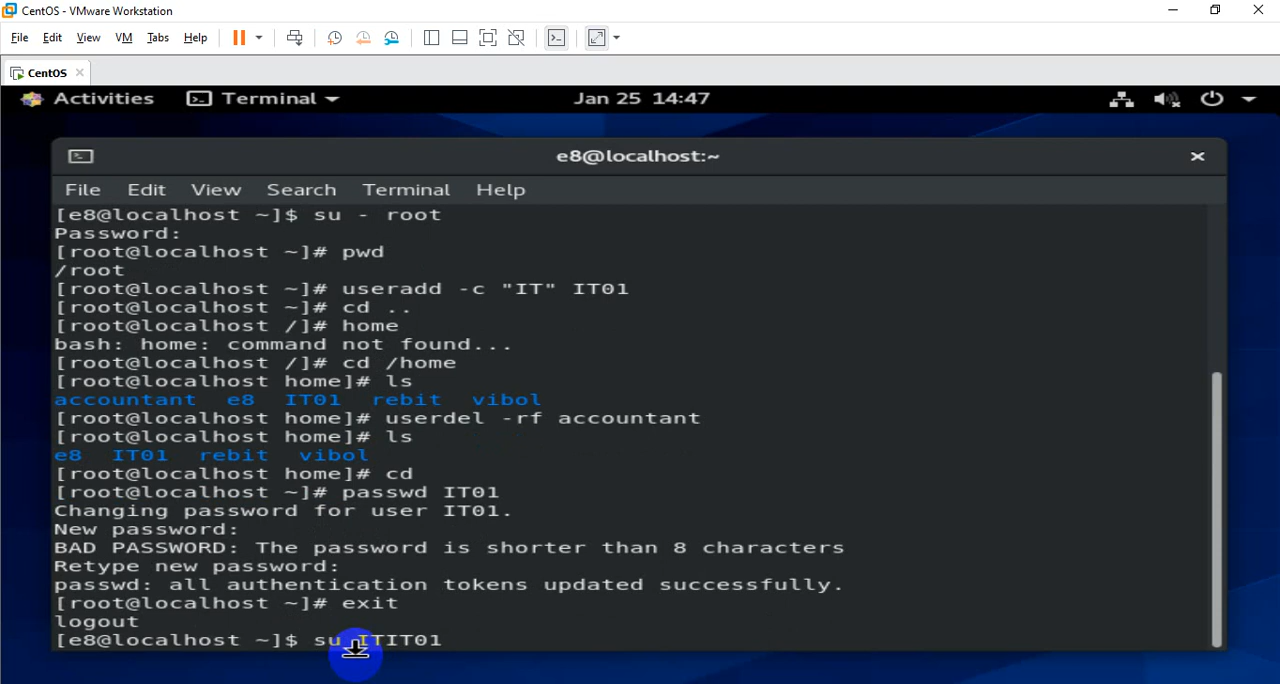 CentOS - VMware Workstation
File Edit View VM Tabs Help
CentOS
Activities Terminal Jan 25 14:47
e8@localhost:~
File Edit View Search Terminal Help
[e8@localhost ~]$ su - root
Password:
[root@localhost ~]# pwd
/root
[root@localhost ~]# useradd -c "IT" IT01
[root@localhost ~]# cd ..
[root@localhost /]# home
bash: home: command not found...
[root@localhost /]# cd /home
[root@localhost home]# ls
accountant e8 IT01 rebit vibol
[root@localhost home]# userdel -rf accountant
[root@localhost home]# ls
e8 IT01 rebit vibol
[root@localhost home]# cd
[root@localhost ~]# passwd IT01
Changing password for user IT01.
New password:
BAD PASSWORD: The password is shorter than 8 characters
Retype new password:
passwd: all authentication tokens updated successfully.
[root@localhost ~]# exit
logout
[e8@localhost ~]$ su ITIT01